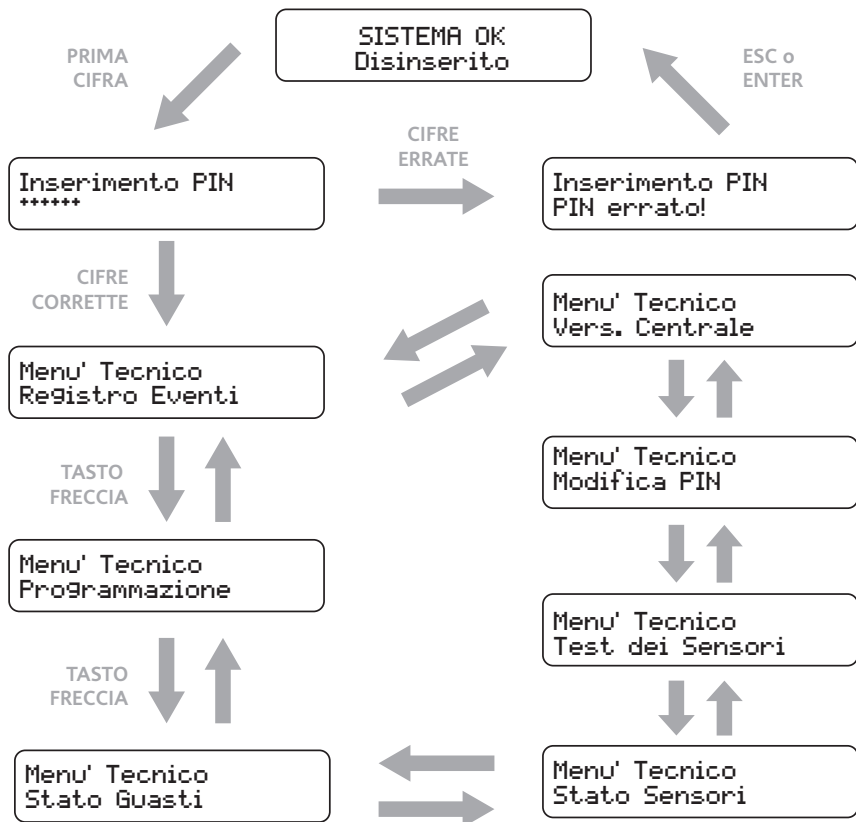 SISTEMA OK
Disinserito
PRIMA
CIFRA
ESC o
ENTER
CIFRE
ERRATE
Inserimento PIN
++++++
Inserimento PIN
PIN errato!
CIFRE
CORRETTE
Menu' Tecnico
Vers. Centrale
Menu' Tecnico
Registro Eventi
TASTO
FRECCIA
Menu' Tecnico
Modifica PIN
Menu' Tecnico
Programmazione
Menu' Tecnico
Test dei Sensori
TASTO
FRECCIA
Menu' Tecnico
Stato Guasti
Menu' Tecnico
Stato Sensori